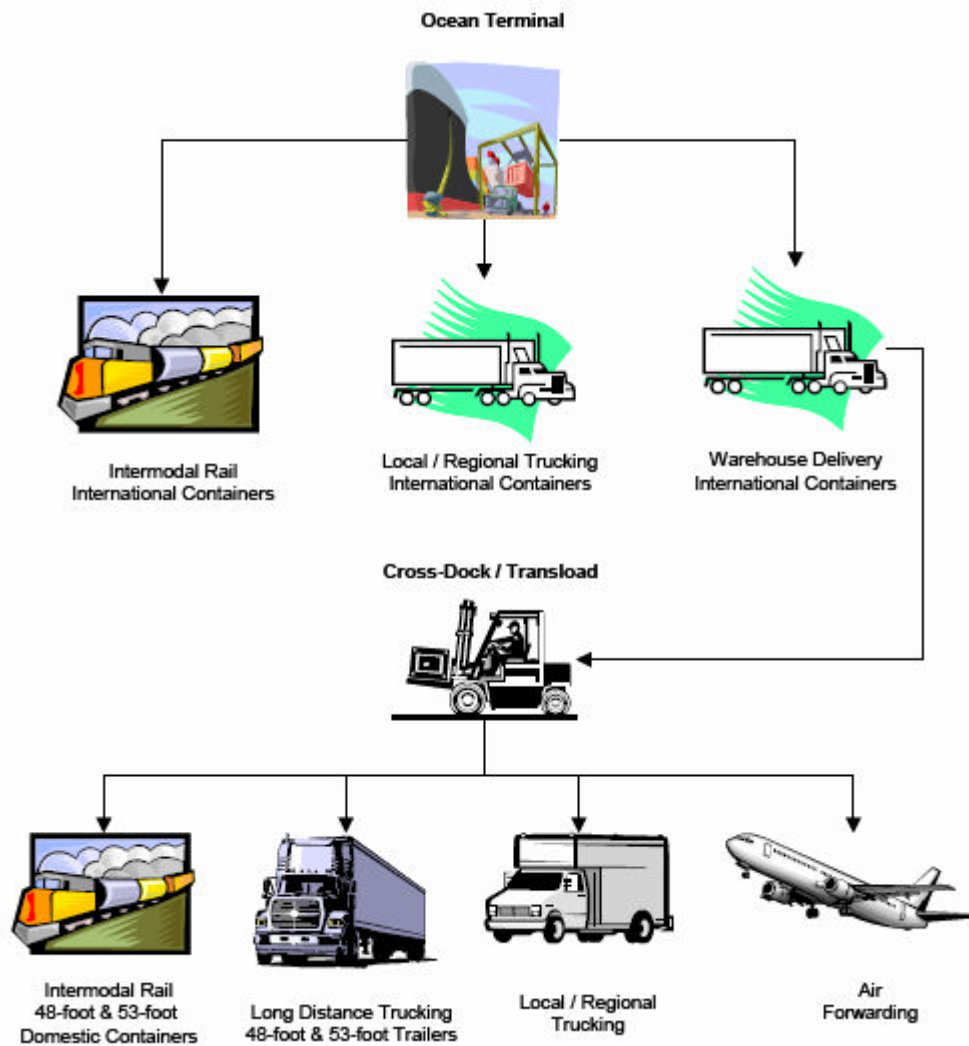 Ocean Terminal
Intermodal Rail
International Containers
Local / Regional Trucking
International Containers
Warehouse Delivery
International Containers
Cross-Dock / Transload
Intermodal Rail
48-foot & 53-foot
Domestic Containers
Long Distance Trucking
48-foot & 53-foot Trailers
Local / Regional
Trucking
Air
Forwarding